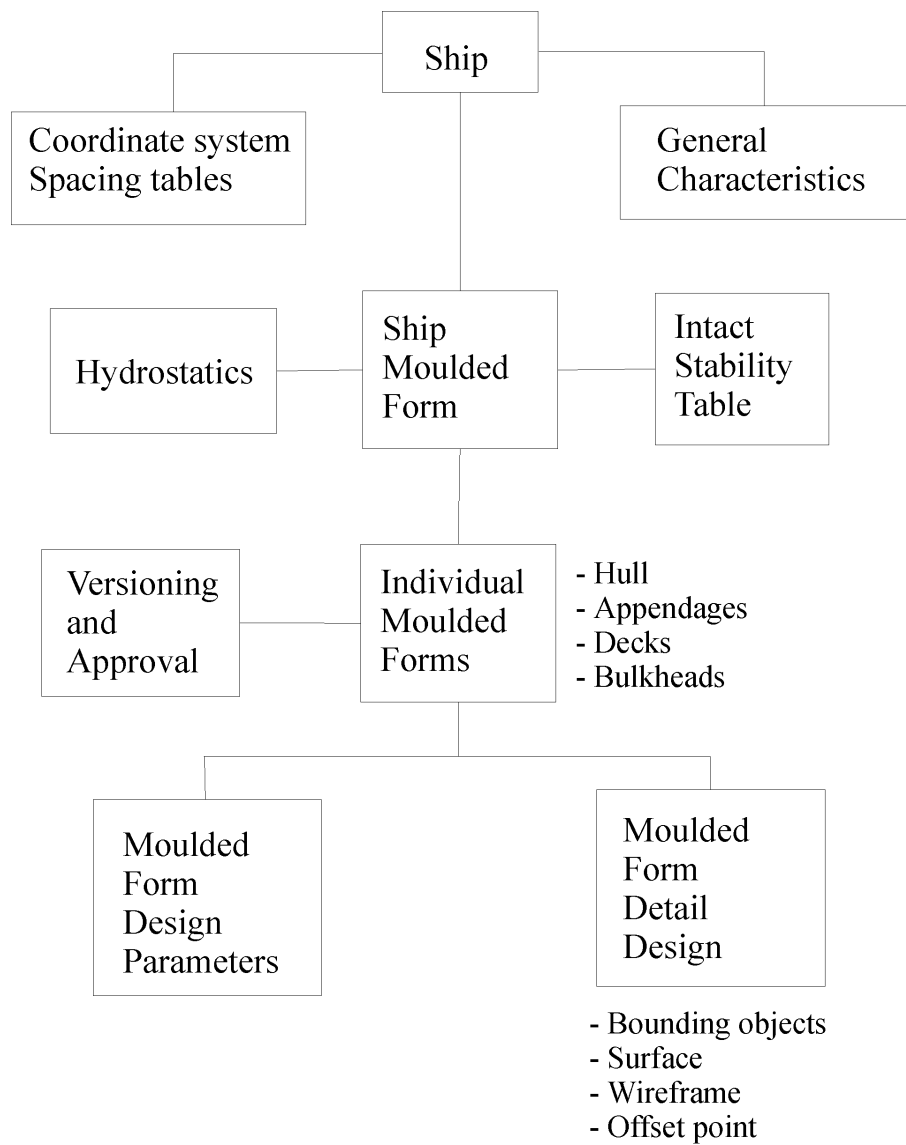 Ship
Coordinate system
Spacing tables
General
Characteristics
Hydrostatics
Ship
Moulded
Form
Intact
Stability
Table
Versioning
and
Approval
Individual
Moulded
Forms
- Hull
- Appendages
- Decks
- Bulkheads
Moulded
Form
Design
Parameters
Moulded
Form
Detail
Design
- Bounding objects
- Surface
- Wireframe
- Offset point